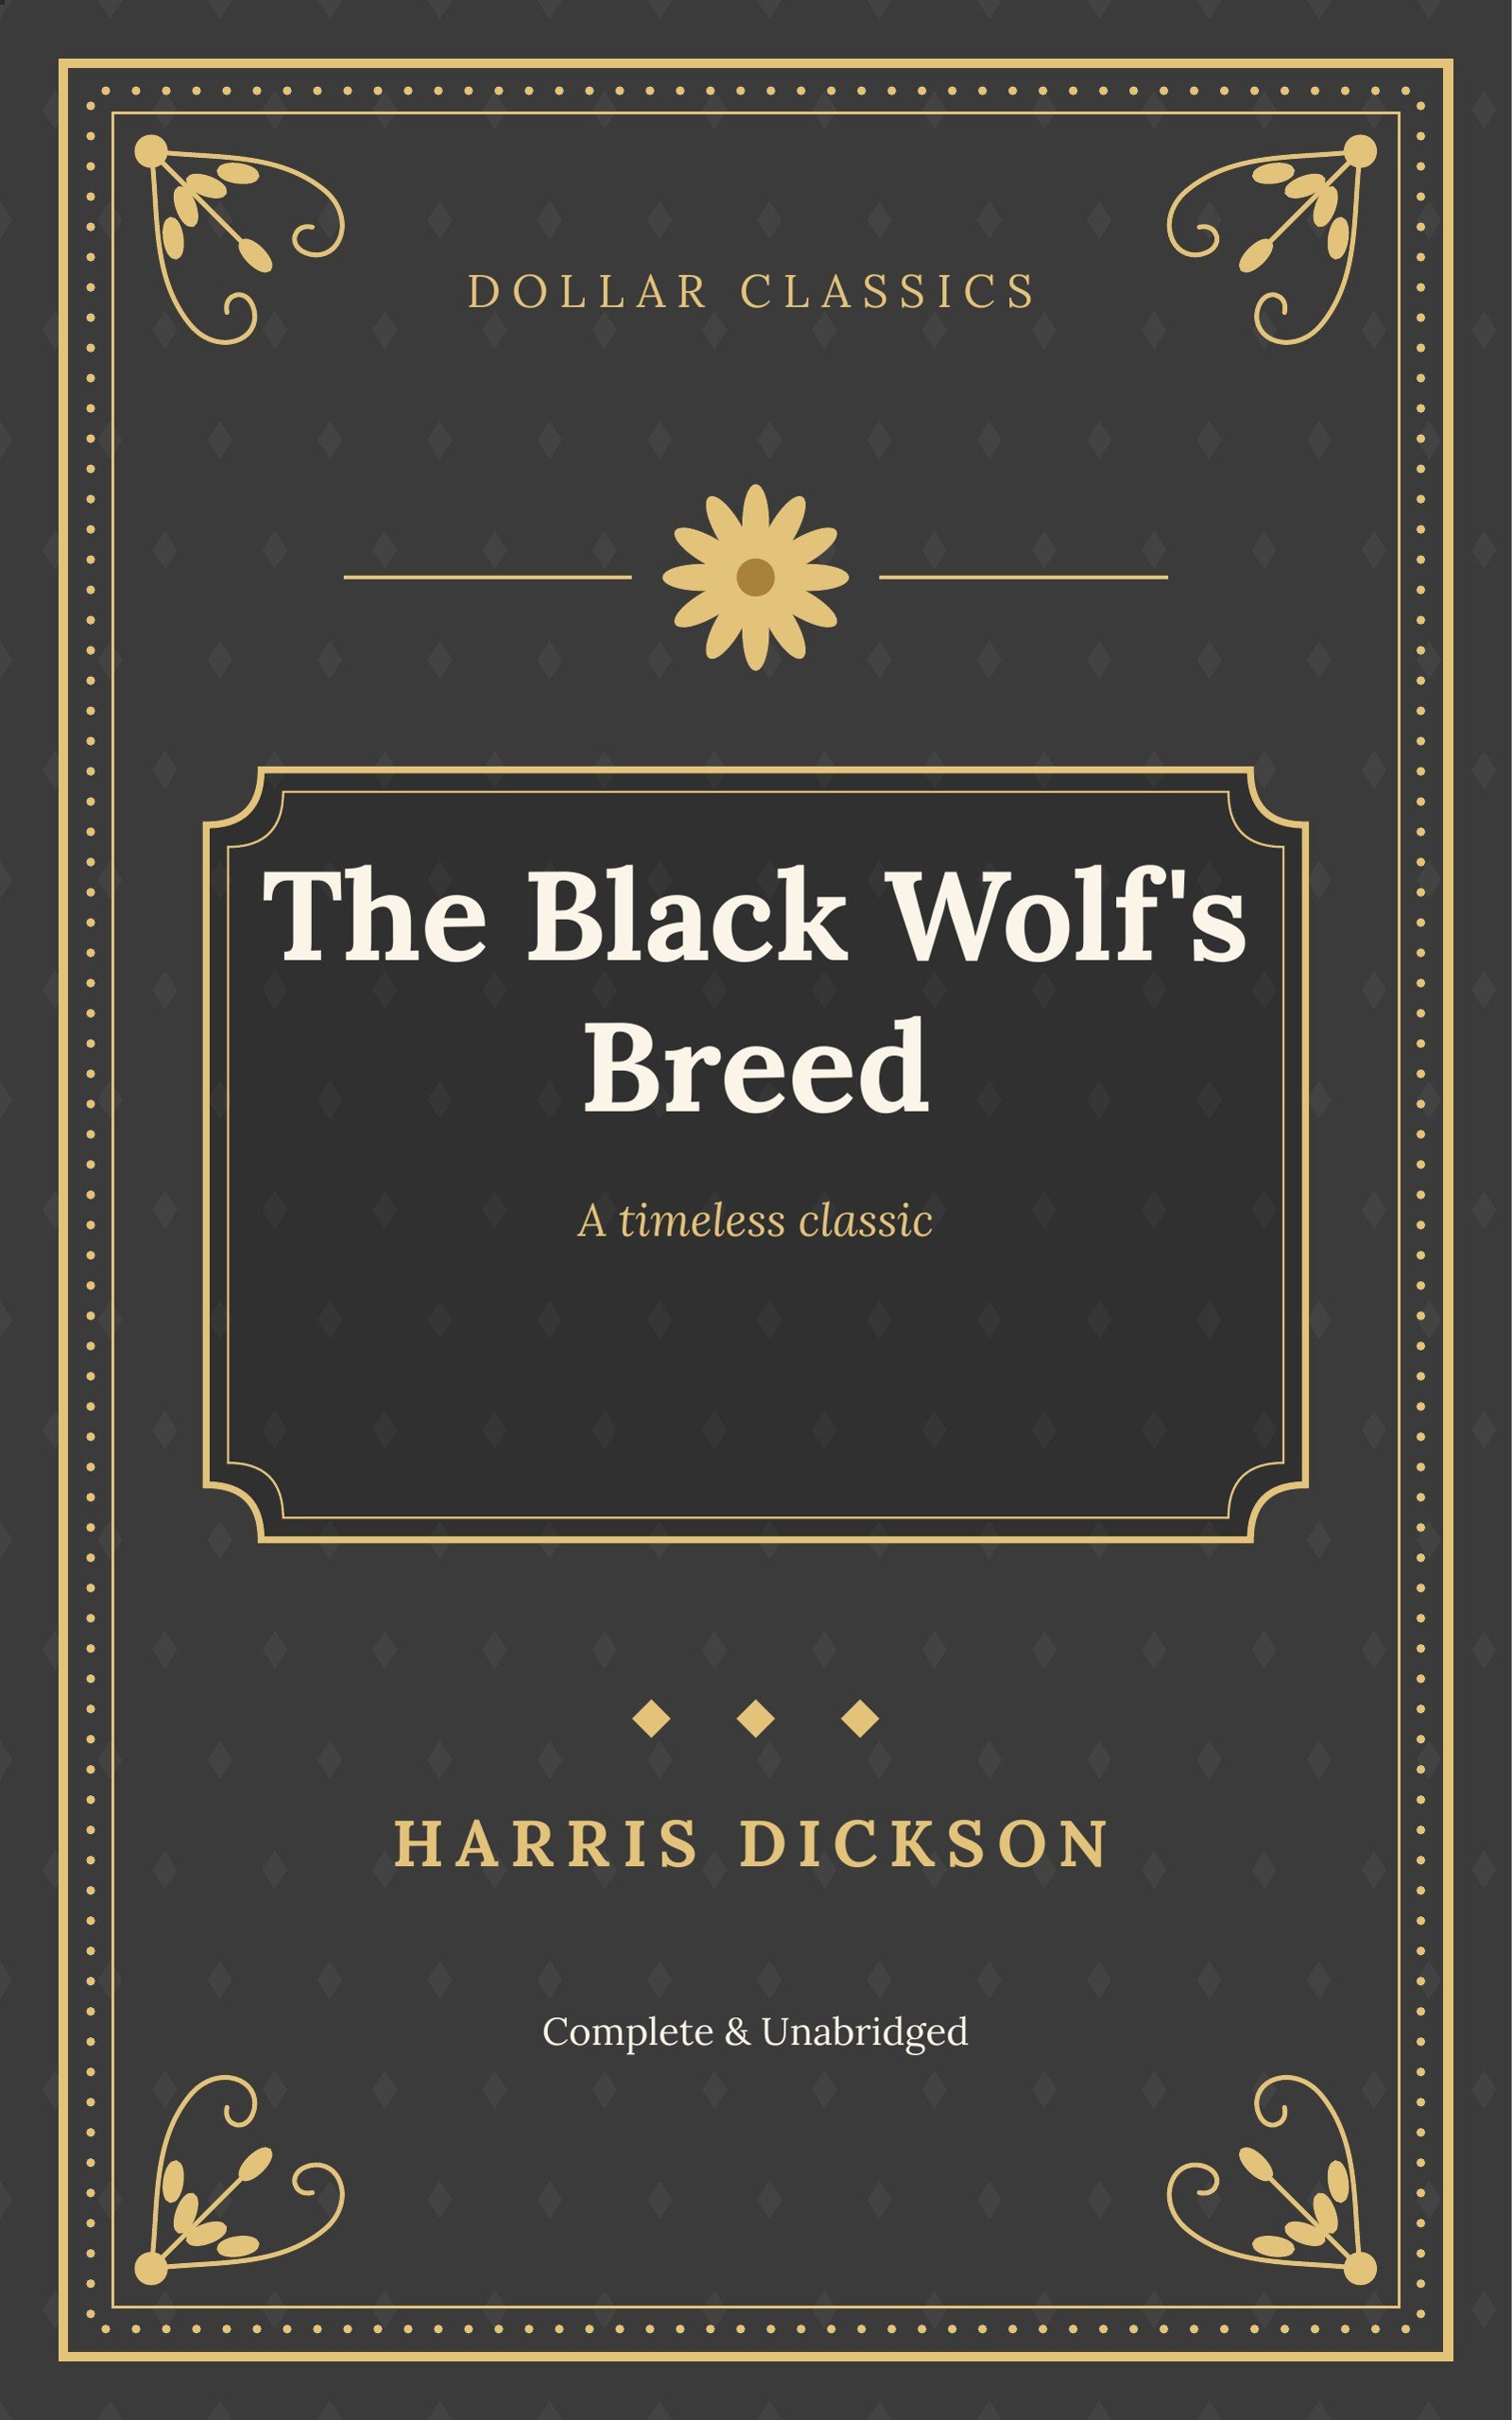 DOLLAR CLASSICS
The Black Wolf's
Breed
A timeless classic
HARRIS DICKSON
Complete & Unabridged